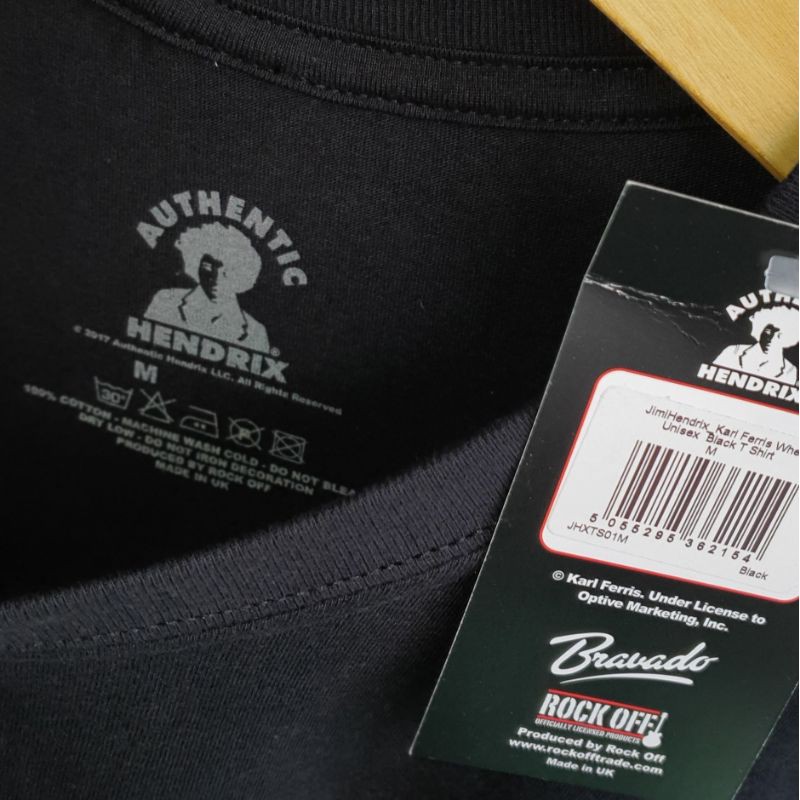 AUTHENTIC
HENDRIX®
© 2017 Authentic Hendrix LLC. All Rights Reserved
M
30°
P
100% COTTON - MACHINE WASH COLD - DO NOT
DRY LOW - DO NOT IRON DECORATION
PRODUCED BY ROCK OFF
MADE IN UK
HENDRIX
JimiHendrix_Karl Ferris
Unisex_Black T Shirt
M
5 055295 362154
JHXTS01M
Black
© Karl Ferris. Under License to
Optive Marketing, Inc.
Bravado
ROCK OFF!
OFFICIALLY LICENSED PRODUCTS
Produced by Rock Off
www.rockofftrade.com
Made in UK